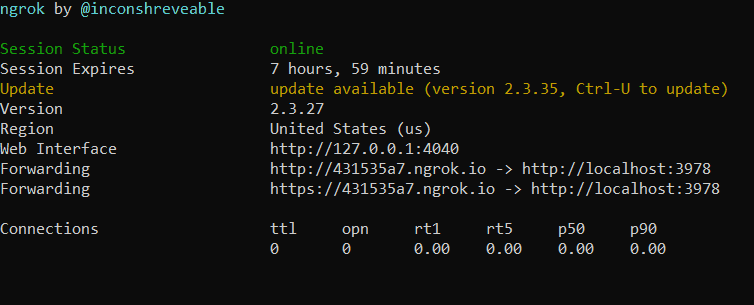 ngrok by @inconshreveable
Session Status online
Session Expires 7 hours, 59 minutes
Update update available (version 2.3.35, Ctrl-U to update)
Version 2.3.27
Region United States (us)
Web Interface http://127.0.0.1:4040
Forwarding http://431535a7.ngrok.io -> http://localhost:3978
Forwarding https://431535a7.ngrok.io -> http://localhost:3978
Connections ttl opn rt1 rt5 p50 p90
0 0 0.00 0.00 0.00 0.00